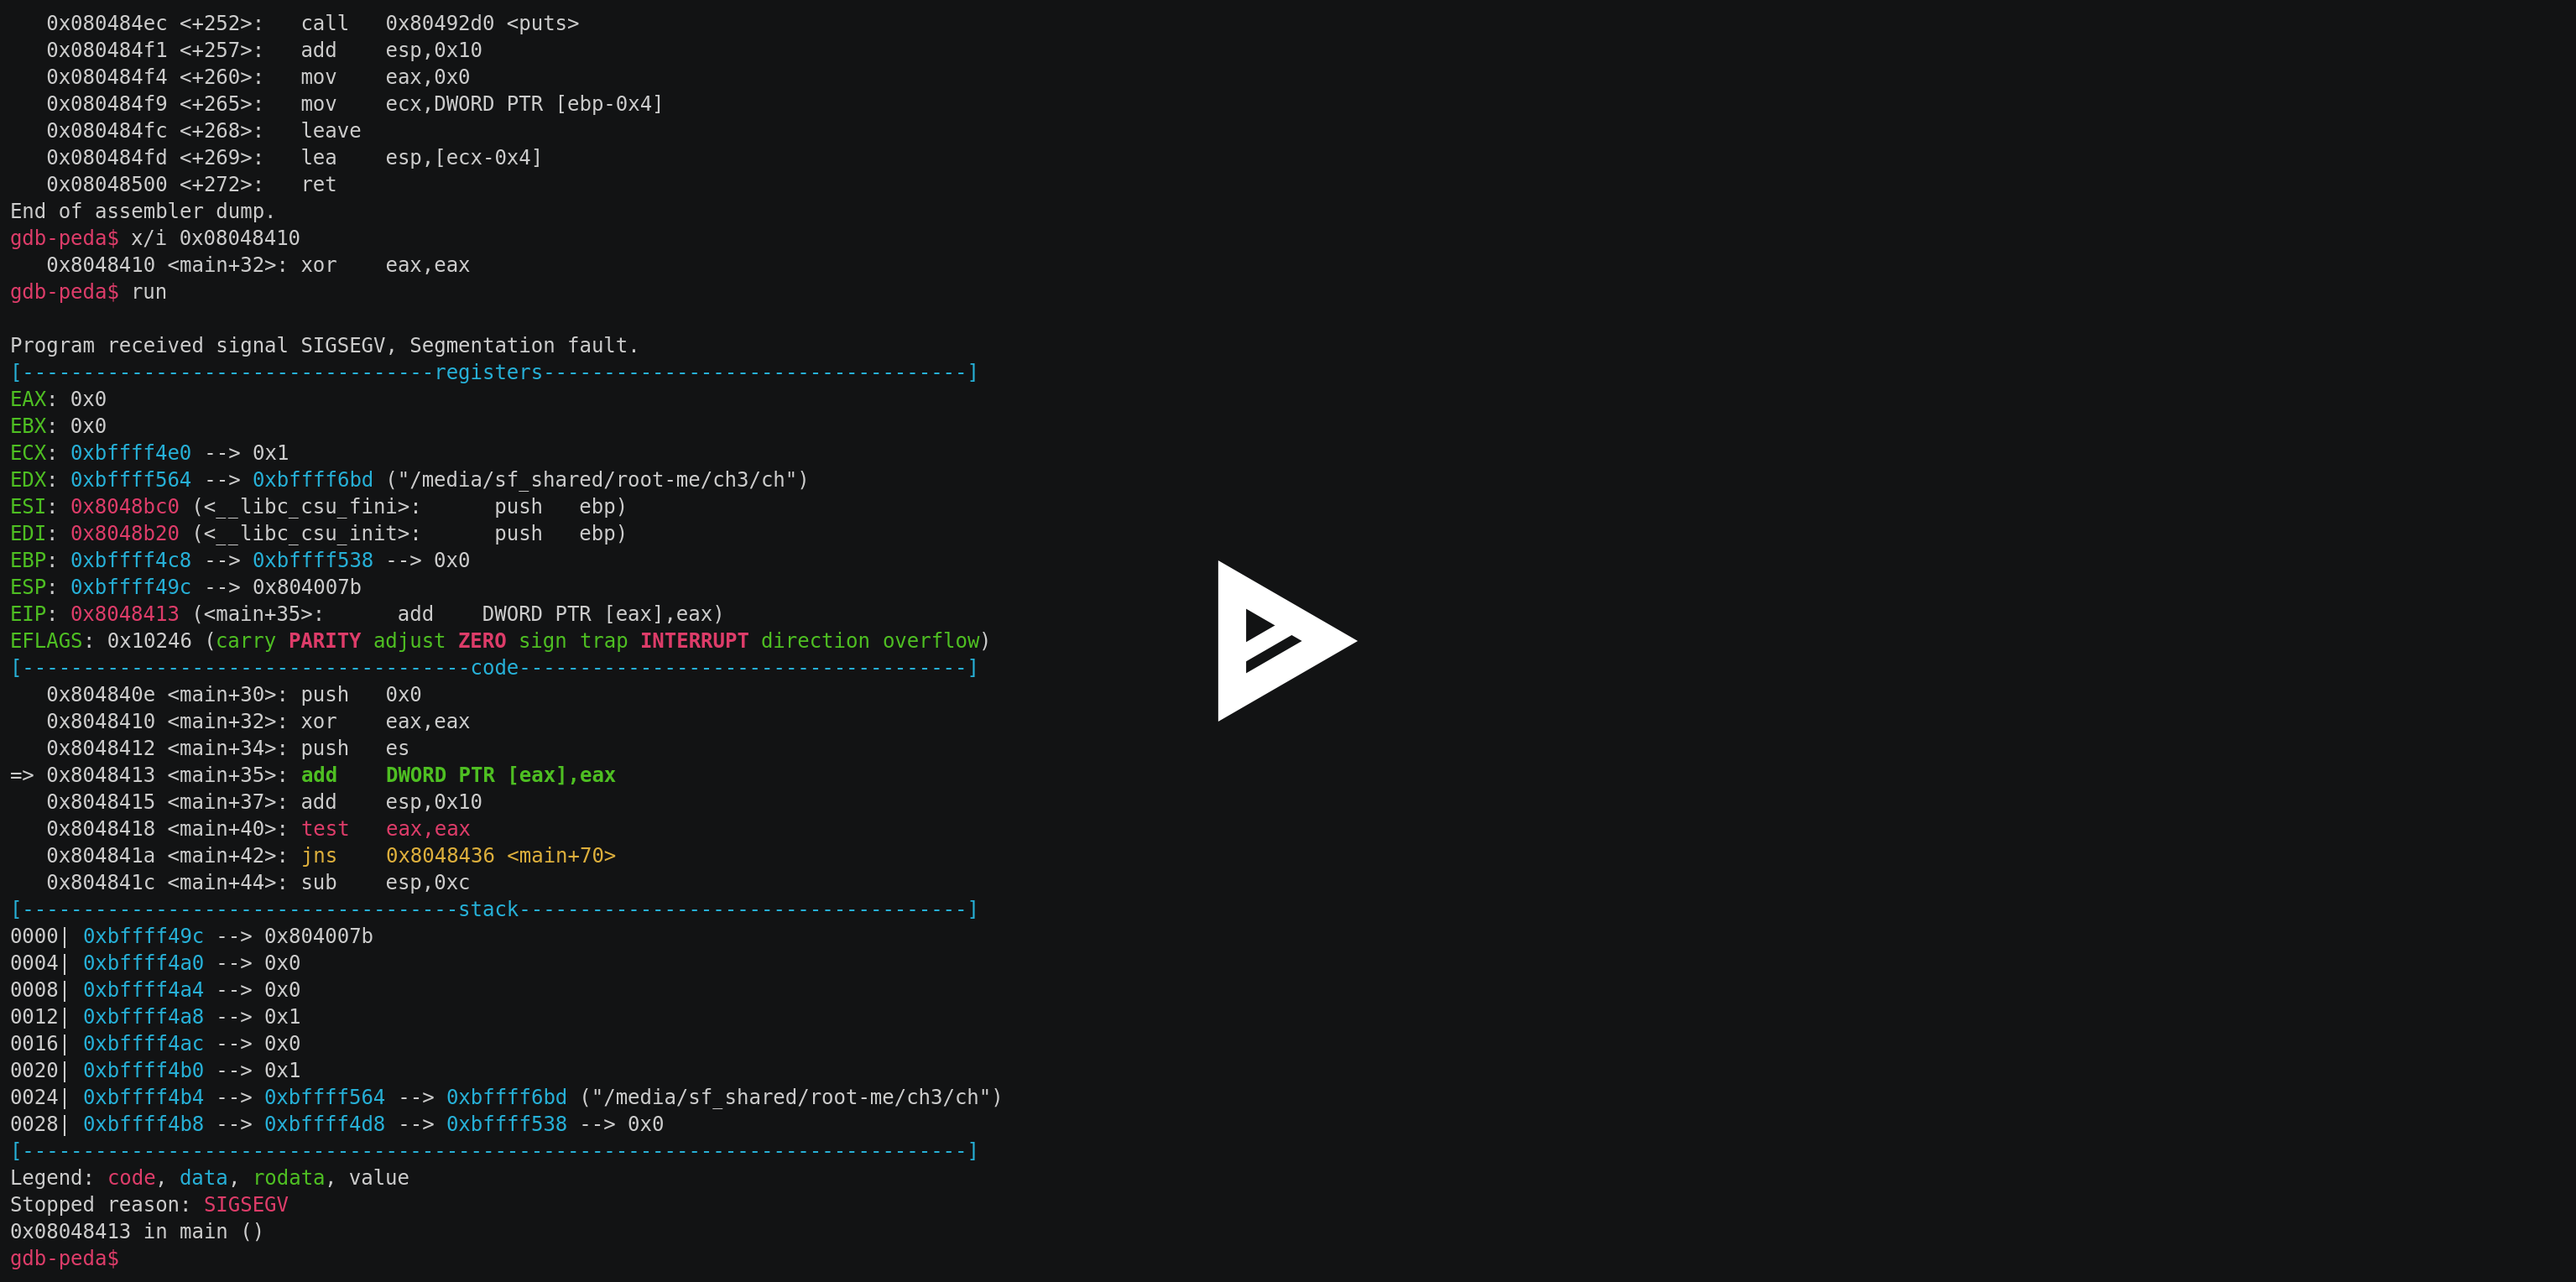 0x080484ec <+252>:   call   0x80492d0 <puts>
   0x080484f1 <+257>:   add    esp,0x10
   0x080484f4 <+260>:   mov    eax,0x0
   0x080484f9 <+265>:   mov    ecx,DWORD PTR [ebp-0x4]
   0x080484fc <+268>:   leave
   0x080484fd <+269>:   lea    esp,[ecx-0x4]
   0x08048500 <+272>:   ret
End of assembler dump.
gdb-peda$ x/i 0x08048410
   0x8048410 <main+32>: xor    eax,eax
gdb-peda$ run

Program received signal SIGSEGV, Segmentation fault.
[----------------------------------registers-----------------------------------]
EAX: 0x0
EBX: 0x0
ECX: 0xbffff4e0 --> 0x1
EDX: 0xbffff564 --> 0xbffff6bd ("/media/sf_shared/root-me/ch3/ch")
ESI: 0x8048bc0 (<__libc_csu_fini>:      push   ebp)
EDI: 0x8048b20 (<__libc_csu_init>:      push   ebp)
EBP: 0xbffff4c8 --> 0xbffff538 --> 0x0
ESP: 0xbffff49c --> 0x804007b
EIP: 0x8048413 (<main+35>:      add    DWORD PTR [eax],eax)
EFLAGS: 0x10246 (carry PARITY adjust ZERO sign trap INTERRUPT direction overflow)
[-------------------------------------code-------------------------------------]
   0x804840e <main+30>: push   0x0
   0x8048410 <main+32>: xor    eax,eax
   0x8048412 <main+34>: push   es
=> 0x8048413 <main+35>: add    DWORD PTR [eax],eax
   0x8048415 <main+37>: add    esp,0x10
   0x8048418 <main+40>: test   eax,eax
   0x804841a <main+42>: jns    0x8048436 <main+70>
   0x804841c <main+44>: sub    esp,0xc
[------------------------------------stack-------------------------------------]
0000| 0xbffff49c --> 0x804007b
0004| 0xbffff4a0 --> 0x0
0008| 0xbffff4a4 --> 0x0
0012| 0xbffff4a8 --> 0x1
0016| 0xbffff4ac --> 0x0
0020| 0xbffff4b0 --> 0x1
0024| 0xbffff4b4 --> 0xbffff564 --> 0xbffff6bd ("/media/sf_shared/root-me/ch3/ch")
0028| 0xbffff4b8 --> 0xbffff4d8 --> 0xbffff538 --> 0x0
[------------------------------------------------------------------------------]
Legend: code, data, rodata, value
Stopped reason: SIGSEGV
0x08048413 in main ()
gdb-peda$